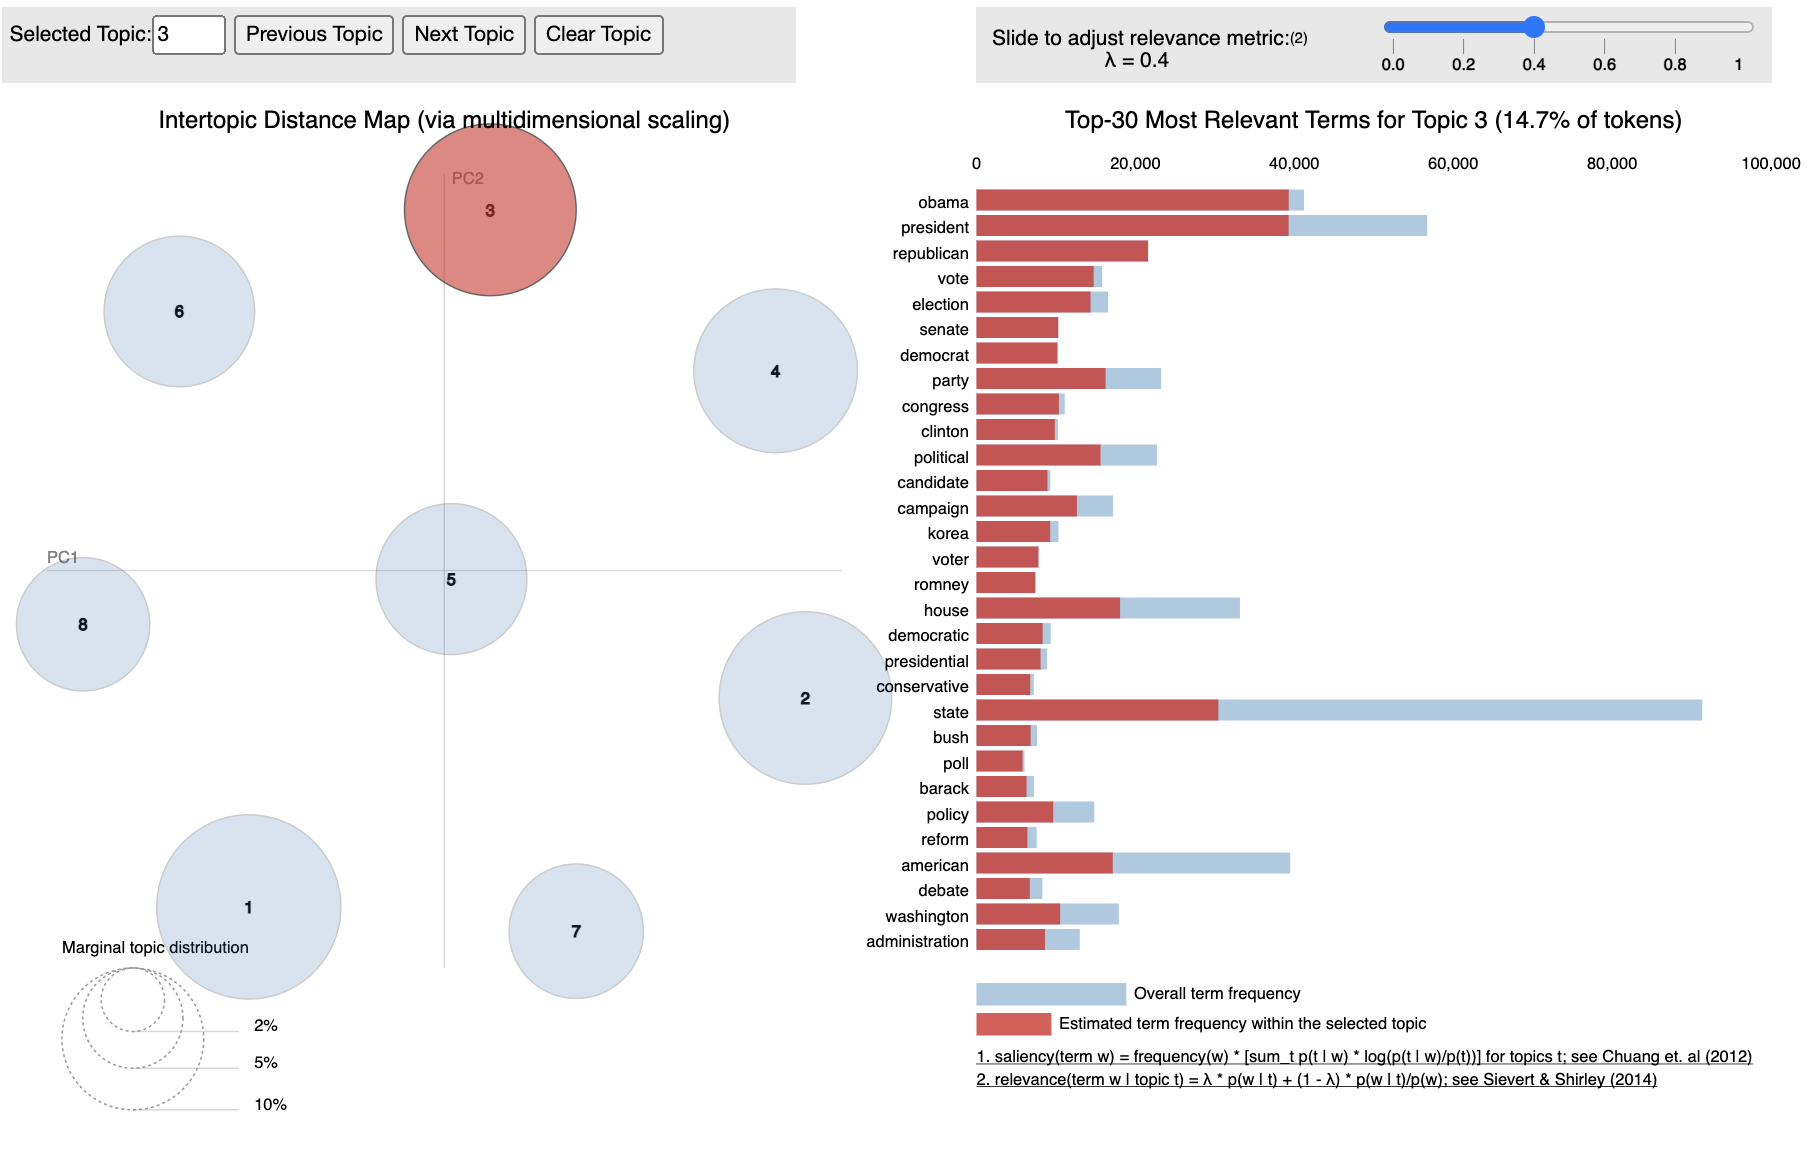 Selected Topic: 3 Previous Topic Next Topic Clear Topic
Slide to adjust relevance metric:(2)
λ = 0.4
0.0 0.2 0.4 0.6 0.8 1
Intertopic Distance Map (via multidimensional scaling)
PC2
3
6
4
PC1
5
8
2
1
7
Marginal topic distribution
2%
5%
10%
Top-30 Most Relevant Terms for Topic 3 (14.7% of tokens)
0 20,000 40,000 60,000 80,000 100,000
obama
president
republican
vote
election
senate
democrat
party
congress
clinton
political
candidate
campaign
korea
voter
romney
house
democratic
presidential
conservative
state
bush
poll
barack
policy
reform
american
debate
washington
administration
Overall term frequency
Estimated term frequency within the selected topic
1. saliency(term w) = frequency(w) * [sum_t p(t | w) * log(p(t | w)/p(t))] for topics t; see Chuang et. al (2012)
2. relevance(term w | topic t) = λ * p(w | t) + (1 - λ) * p(w | t)/p(w); see Sievert & Shirley (2014)